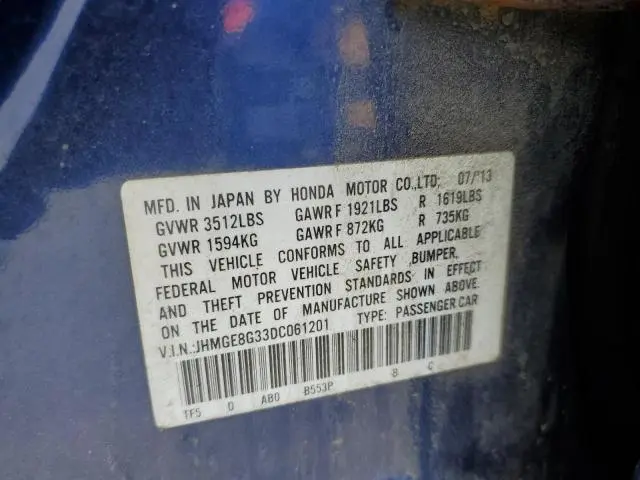 MFD. IN JAPAN BY HONDA MOTOR CO.,LTD. 07/'13
GVWR 3512LBS GAWR F 1921LBS R 1619LBS
GVWR 1594KG GAWR F 872KG R 735KG
THIS VEHICLE CONFORMS TO ALL APPLICABLE
FEDERAL MOTOR VEHICLE SAFETY ,BUMPER,
AND THEFT PREVENTION STANDARDS IN EFFECT
ON THE DATE OF MANUFACTURE SHOWN ABOVE.
V.I.N.:JHMGE8G33DC061201 TYPE: PASSENGER CAR
TF5 0 AB0 B553P B C